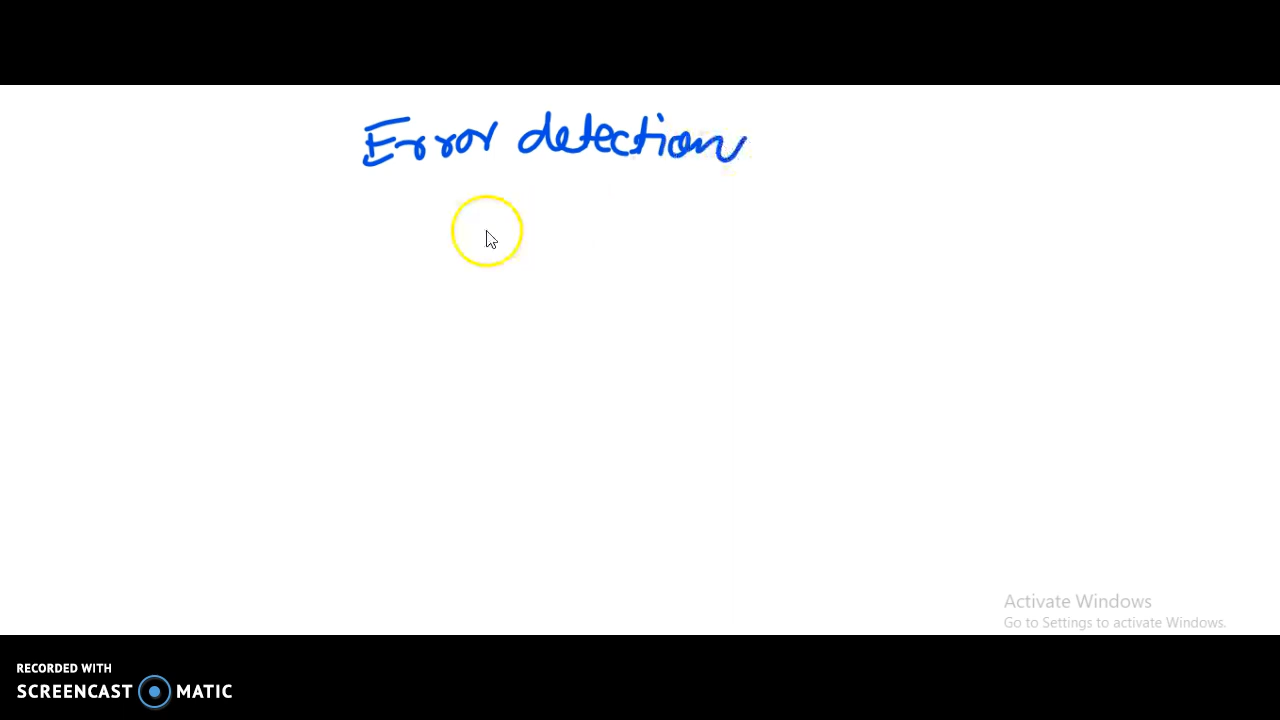 Error detection
Activate Windows
Go to Settings to activate Windows.
RECORDED WITH
SCREENCAST MATIC